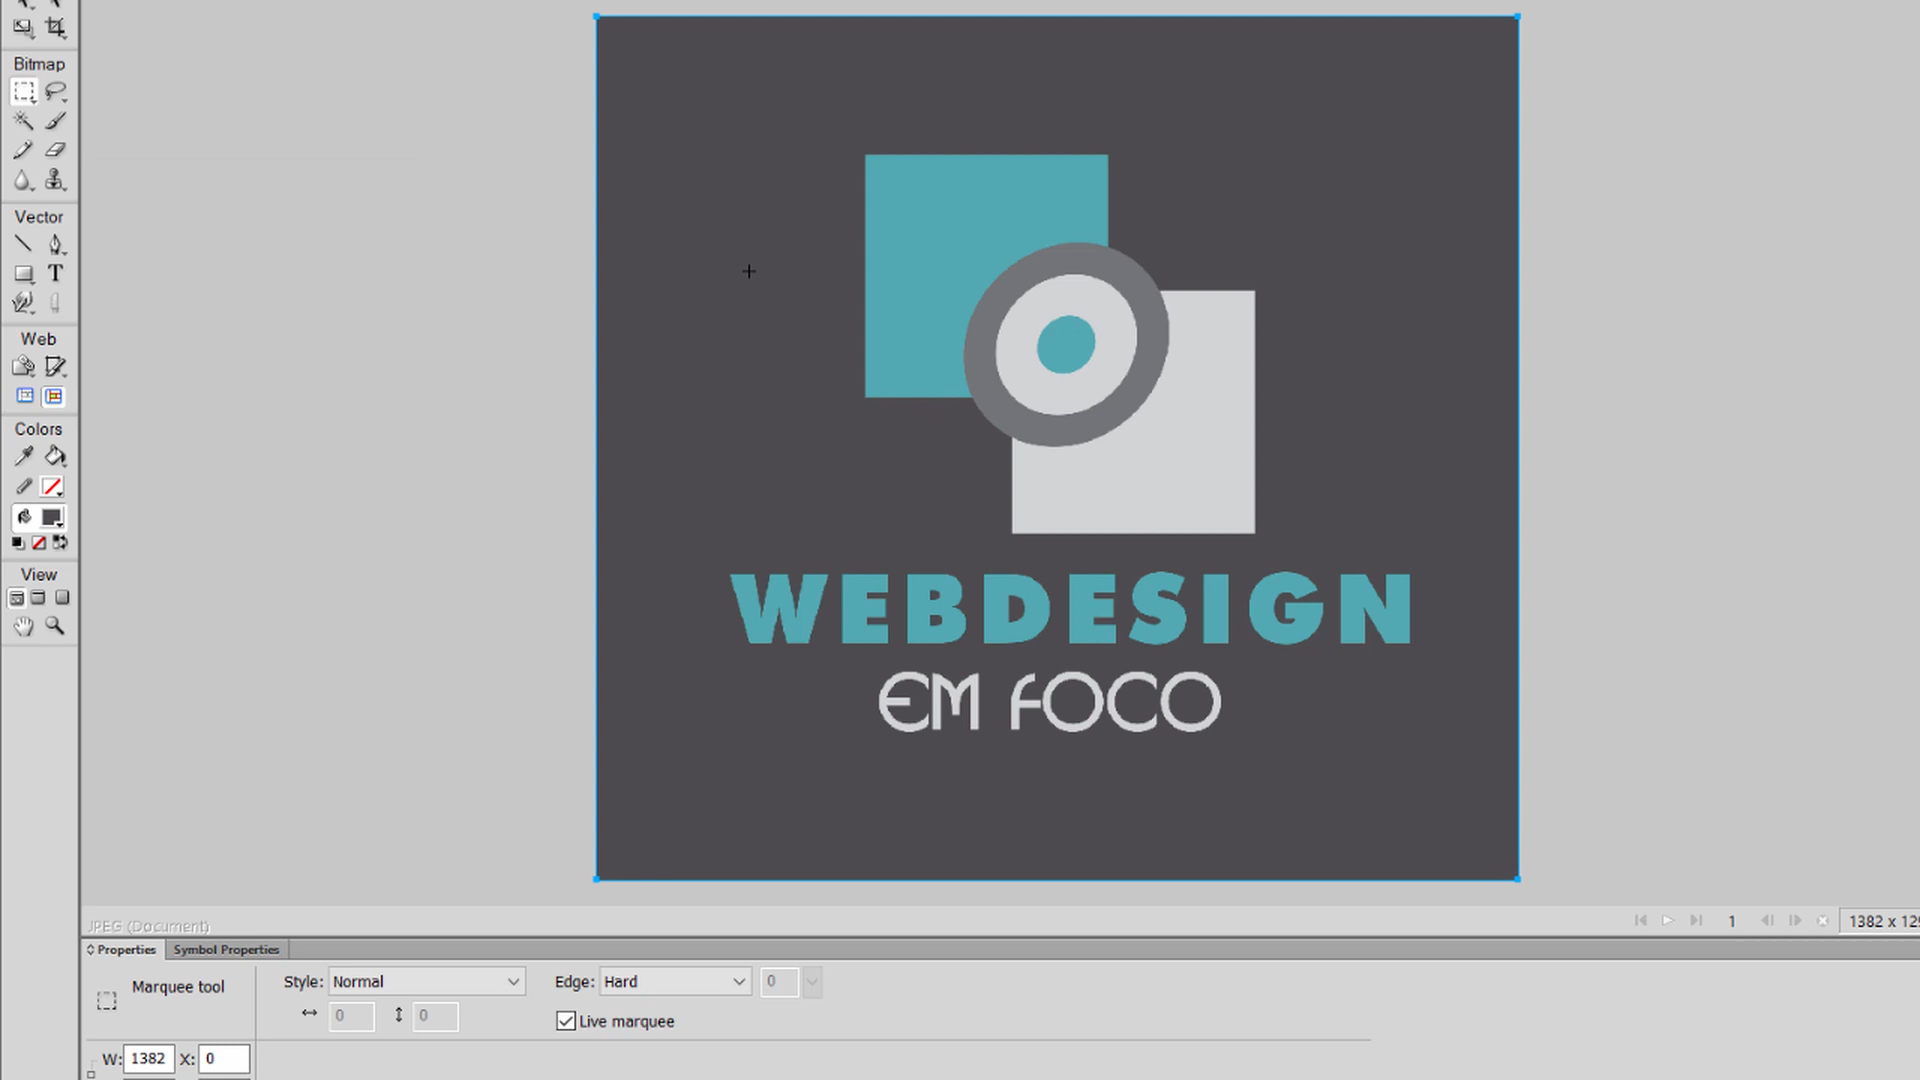 Bitmap
Vector
T
Web
Colors
View
WEBDESIGN
EM FOCO
JPEG (Document)
1
1382 x
Properties
Symbol Properties
Marquee tool
Style:
Normal
Edge:
Hard
0
0
0
Live marquee
W:
1382
X:
0